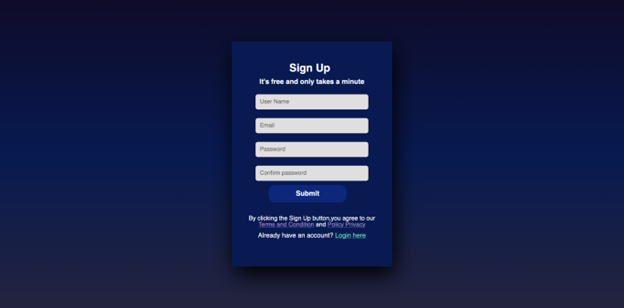 Sign Up
It's free and only takes a minute
User Name
Email
Password
Confirm password
Submit
By clicking the Sign Up button,you agree to our
Terms and Condition and Policy Privacy
Already have an account? Login here